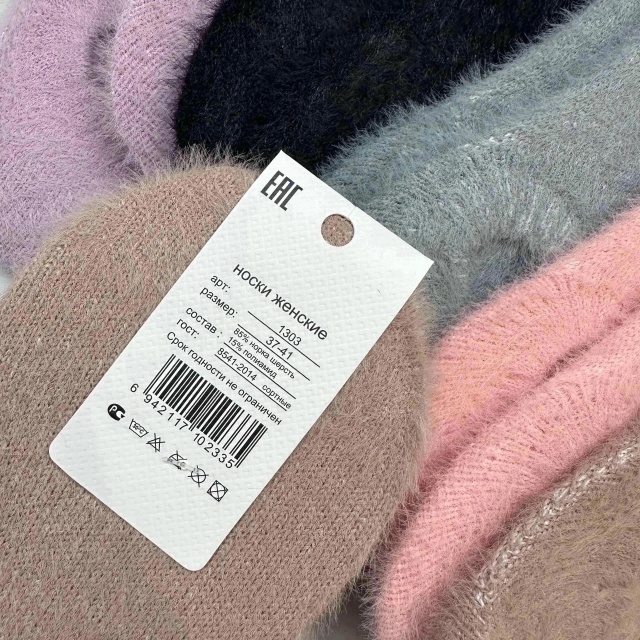 EAC
носки женские
арт: 1303
размер: 37-41
состав : 85% норка шерсть
15% полиамид
гост: 8541-2014 сортные
Срок годности не ограничен
6 942117 102335